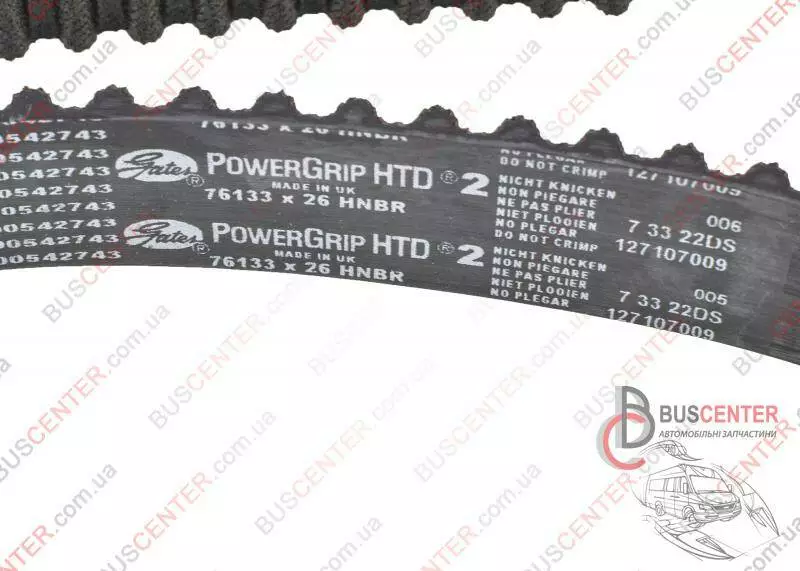 00542743
76133 x 26 HNBR
DO NOT CRIMP
127107009
00542743
00542743
00542743
00542743
00542743
00542743
Gates® POWERGRIP HTD® 2
MADE IN UK
76133 x 26 HNBR
NICHT KNICKEN
NON PIEGARE
NE PAS PLIER
NIET PLOOIEN
NO PLEGAR
DO NOT CRIMP
006
7 33 22DS
127107009
Gates® POWERGRIP HTD® 2
MADE IN UK
76133 x 26 HNBR
NICHT KNICKEN
NON PIEGARE
NE PAS PLIER
NIET PLOOIEN
NO PLEGAR
005
7 33 22DS
127107009
BUSCENTER
АВТОМОБІЛЬНІ ЗАПЧАСТИНИ
BUSCENTER.com.ua